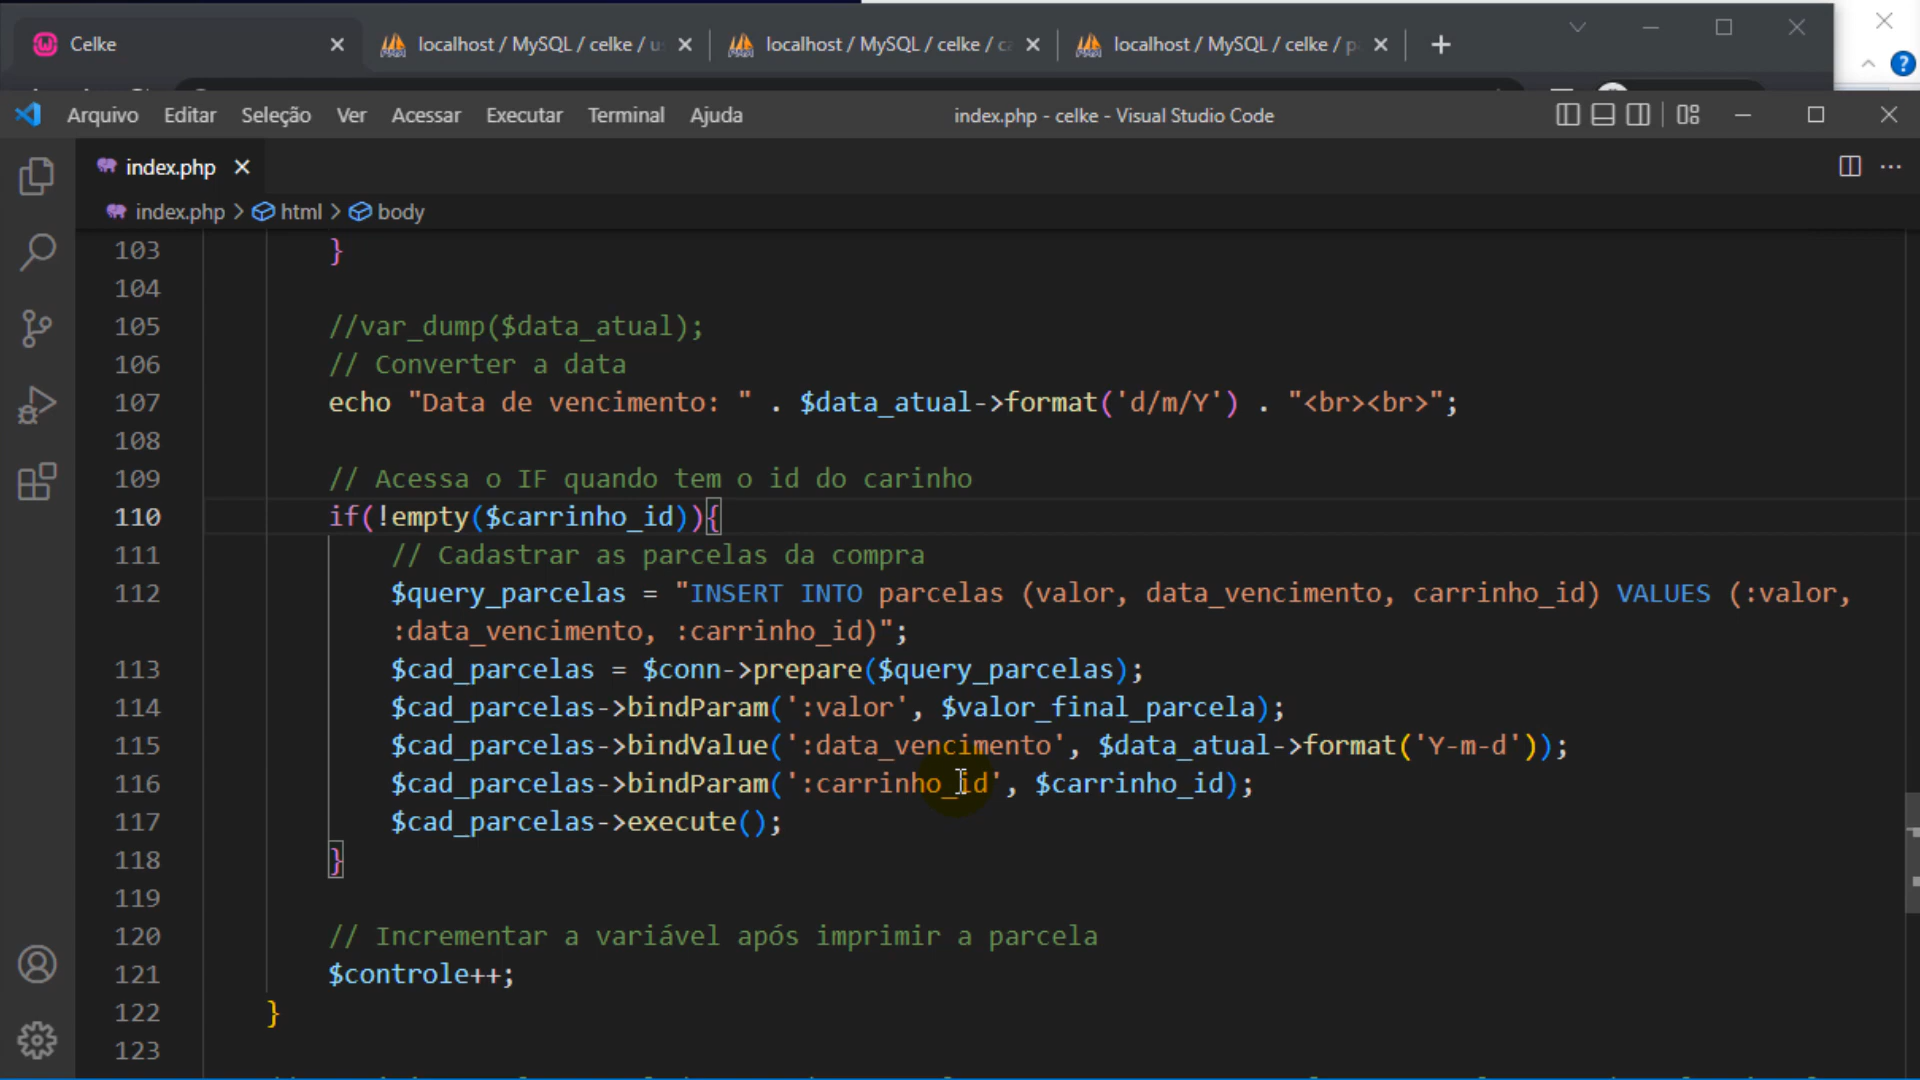 Celke
localhost / MySQL / celke / us
localhost / MySQL / celke / ca
localhost / MySQL / celke / p
Arquivo Editar Seleção Ver Acessar Executar Terminal Ajuda
index.php - celke - Visual Studio Code
index.php
index.php > html > body
103 }
104
105 //var_dump($data_atual);
106 // Converter a data
107 echo "Data de vencimento: " . $data_atual->format('d/m/Y') . "<br><br>";
108
109 // Acessa o IF quando tem o id do carinho
110 if(!empty($carrinho_id)){
111 // Cadastrar as parcelas da compra
112 $query_parcelas = "INSERT INTO parcelas (valor, data_vencimento, carrinho_id) VALUES (:valor,
:data_vencimento, :carrinho_id)";
113 $cad_parcelas = $conn->prepare($query_parcelas);
114 $cad_parcelas->bindParam(':valor', $valor_final_parcela);
115 $cad_parcelas->bindValue(':data_vencimento', $data_atual->format('Y-m-d'));
116 $cad_parcelas->bindParam(':carrinho_id', $carrinho_id);
117 $cad_parcelas->execute();
118 }
119
120 // Incrementar a variável após imprimir a parcela
121 $controle++;
122 }
123